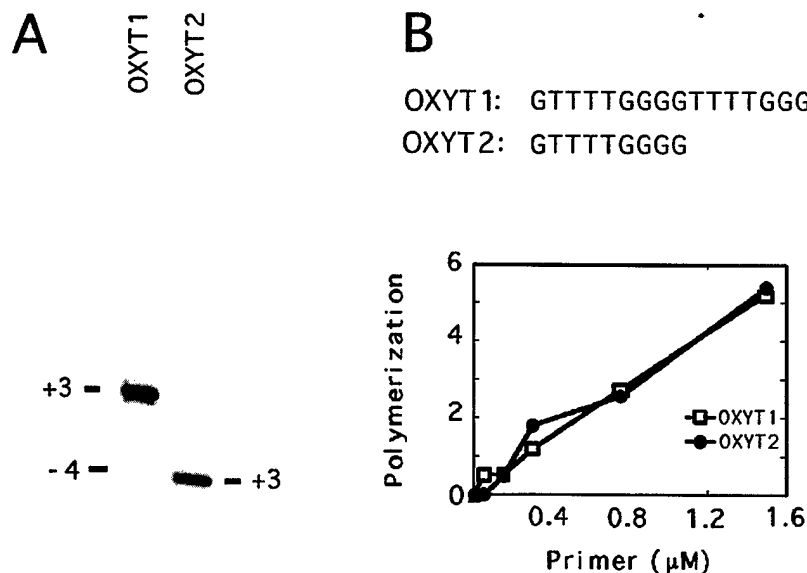 A
OXYT1
OXYT2
+3
-4
+3
B
OXYT1: GTTTTGGGGTTTTGGG
OXYT2: GTTTTGGGG
Polymerization
6
4
2
0
0.4
0.8
1.2
1.6
OXYT1
OXYT2
Primer (μM)